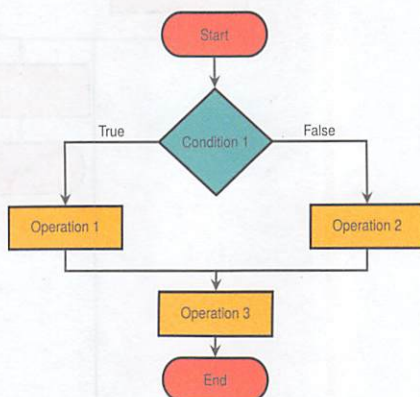 Start
Condition 1
True
False
Operation 1
Operation 2
Operation 3
End